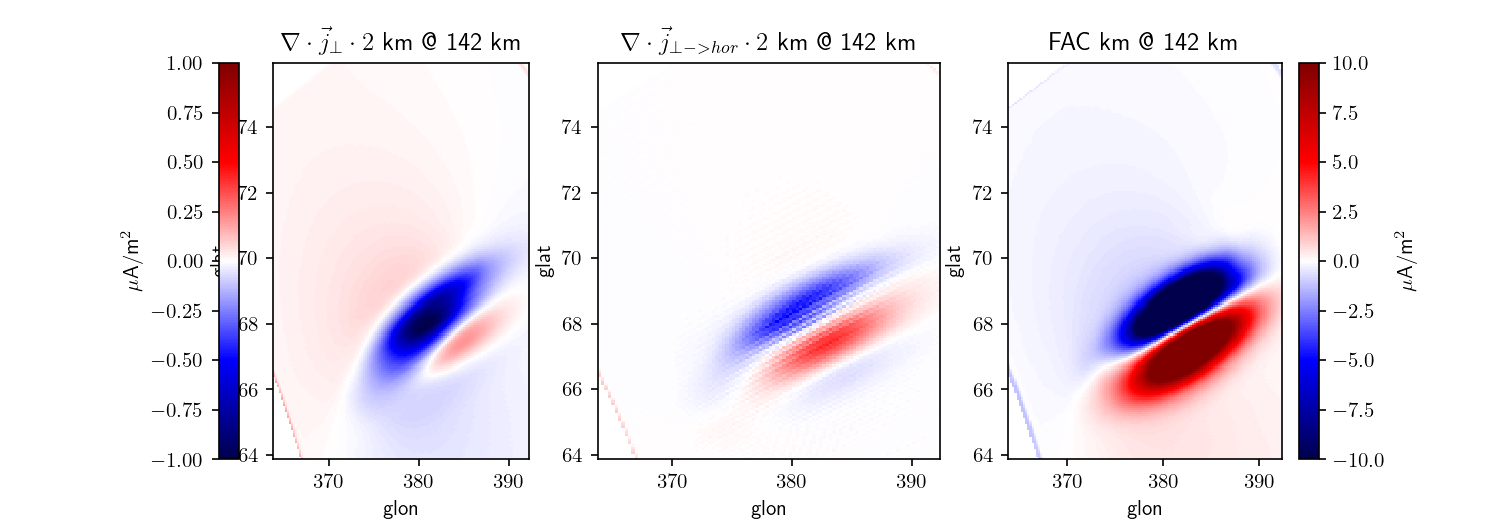 ∇ · j⃗⊥ · 2 km @ 142 km
∇ · j⃗⊥−>hor · 2 km @ 142 km
FAC km @ 142 km
1.00
0.75
0.50
0.25
0.00
−0.25
−0.50
−0.75
−1.00
μA/m²
74
72
70
68
66
64
370 380 390
glon
glat
74
72
70
68
66
64
370 380 390
glon
glat
74
72
70
68
66
64
370 380 390
glon
10.0
7.5
5.0
2.5
0.0
−2.5
−5.0
−7.5
−10.0
μA/m²